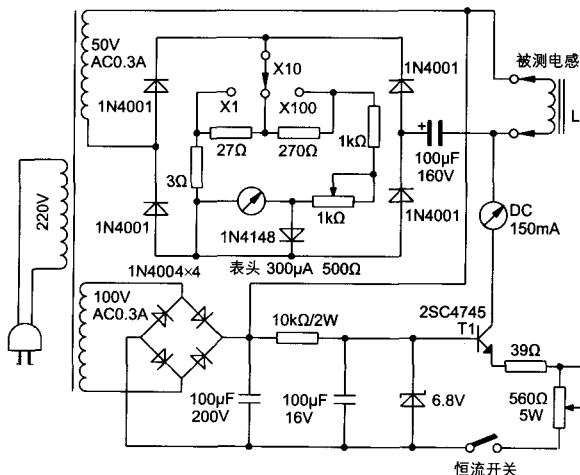 50V
AC0.3A
X10
1N4001
被测电感
1N4001
X1
X100
L
27Ω
270Ω
1kΩ
100μF
160V
3Ω
220V
1N4001
1kΩ
1N4001
DC
150mA
1N4148
1N4004×4
表头 300μA 500Ω
100V
AC0.3A
10kΩ/2W
2SC4745
T1
39Ω
100μF
200V
100μF
16V
6.8V
560Ω
5W
恒流开关